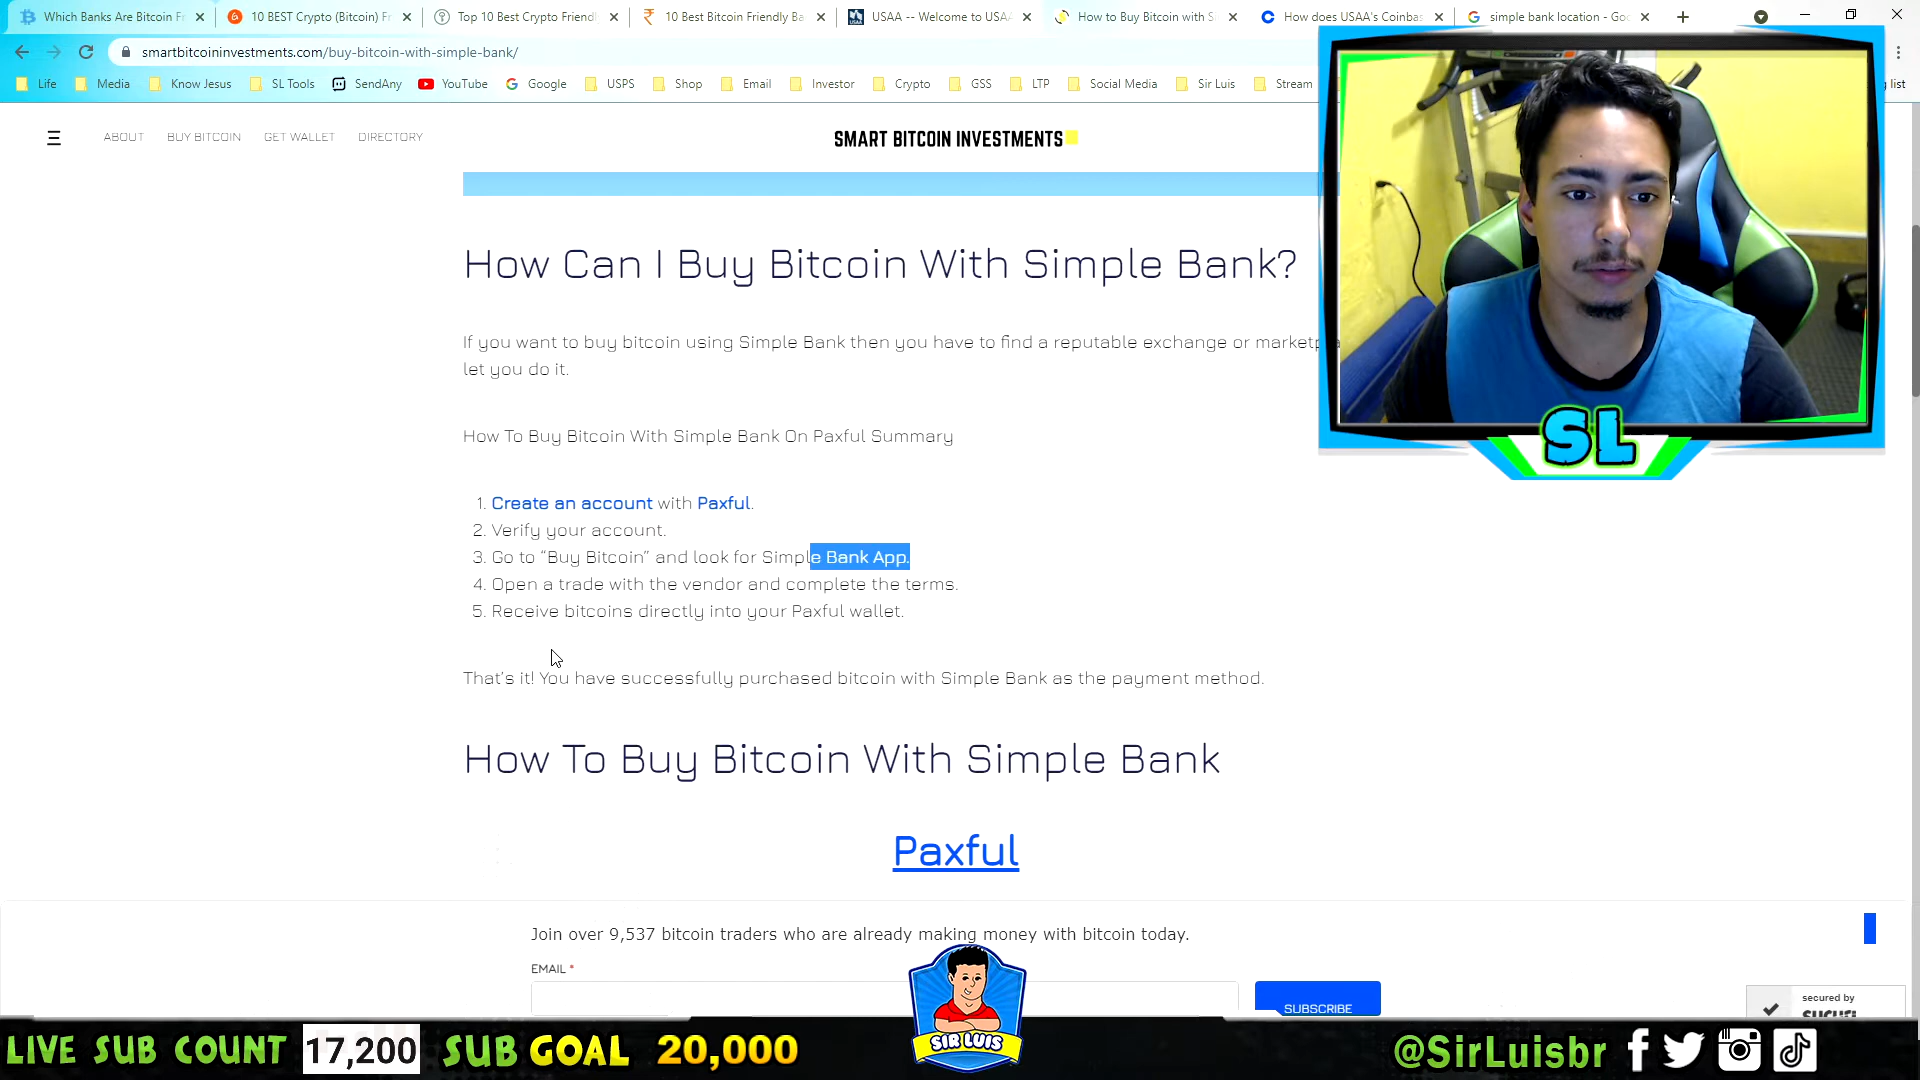 Which Banks Are Bitcoin Fr
10 BEST Crypto (Bitcoin) Fr
Top 10 Best Crypto Friendl
10 Best Bitcoin Friendly Ba
USAA -- Welcome to USAA
How to Buy Bitcoin with Si
How does USAA's Coinbas
simple bank location - Goo
smartbitcoininvestments.com/buy-bitcoin-with-simple-bank/
Life
Media
Know Jesus
SL Tools
SendAny
YouTube
Google
USPS
Shop
Email
Investor
Crypto
GSS
LTP
Social Media
Sir Luis
Stream
list
ABOUT
BUY BITCOIN
GET WALLET
DIRECTORY
SMART BITCOIN INVESTMENTS
How Can I Buy Bitcoin With Simple Bank?
If you want to buy bitcoin using Simple Bank then you have to find a reputable exchange or marketpla
let you do it.
How To Buy Bitcoin With Simple Bank On Paxful Summary
1. Create an account with Paxful.
2. Verify your account.
3. Go to “Buy Bitcoin” and look for Simple Bank App.
4. Open a trade with the vendor and complete the terms.
5. Receive bitcoins directly into your Paxful wallet.
That's it! You have successfully purchased bitcoin with Simple Bank as the payment method.
How To Buy Bitcoin With Simple Bank
Paxful
Join over 9,537 bitcoin traders who are already making money with bitcoin today.
EMAIL *
SUBSCRIBE
secured by
SL
LIVE SUB COUNT 17,200 SUB GOAL 20,000
SIR LUIS
@SirLuisbr